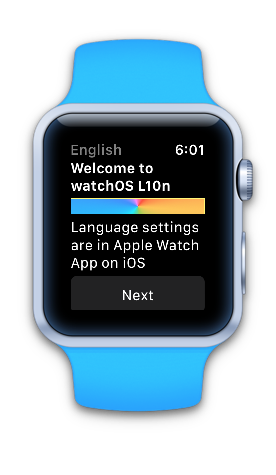 English 6:01
Welcome to
watchOS L10n
Language settings
are in Apple Watch
App on iOS
Next